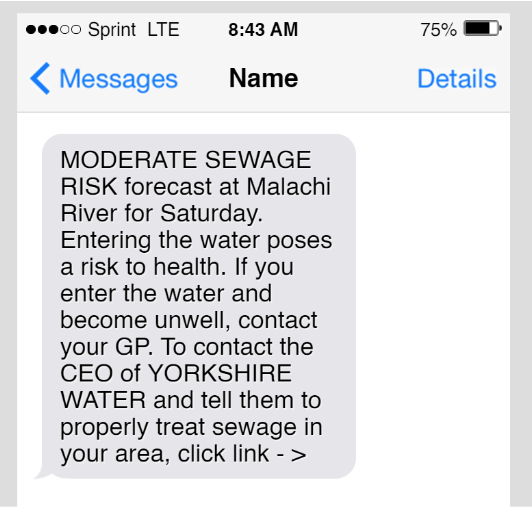 Sprint LTE 8:43 AM 75%
Messages Name Details
MODERATE SEWAGE
RISK forecast at Malachi
River for Saturday.
Entering the water poses
a risk to health. If you
enter the water and
become unwell, contact
your GP. To contact the
CEO of YORKSHIRE
WATER and tell them to
properly treat sewage in
your area, click link - >